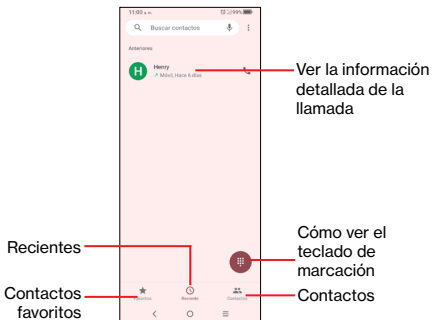 11:00 a. m.
99%
Buscar contactos
Anteriores
H
Henry
Móvil, Hace 6 días
Ver la información
detallada de la
llamada
Recientes
Cómo ver el
teclado de
marcación
Contactos
favoritos
Contactos
Favoritos
Reciente
Contactos